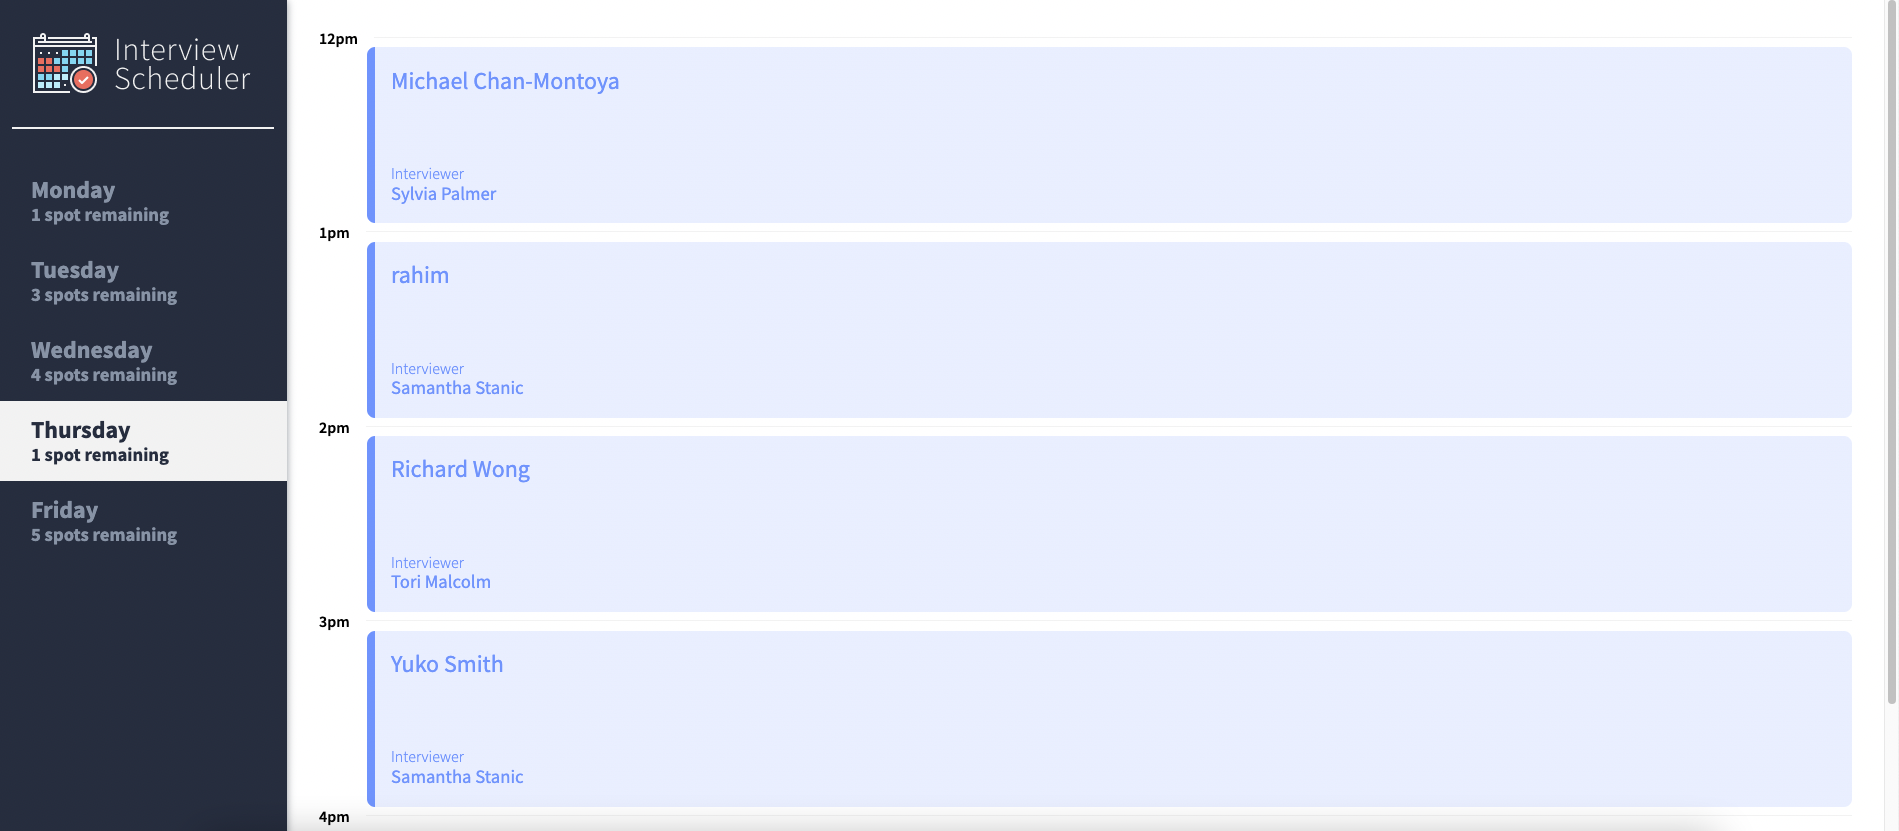 Interview
Scheduler
Monday
1 spot remaining
Tuesday
3 spots remaining
Wednesday
4 spots remaining
Thursday
1 spot remaining
Friday
5 spots remaining
12pm
Michael Chan-Montoya
Interviewer
Sylvia Palmer
1pm
rahim
Interviewer
Samantha Stanic
2pm
Richard Wong
Interviewer
Tori Malcolm
3pm
Yuko Smith
Interviewer
Samantha Stanic
4pm